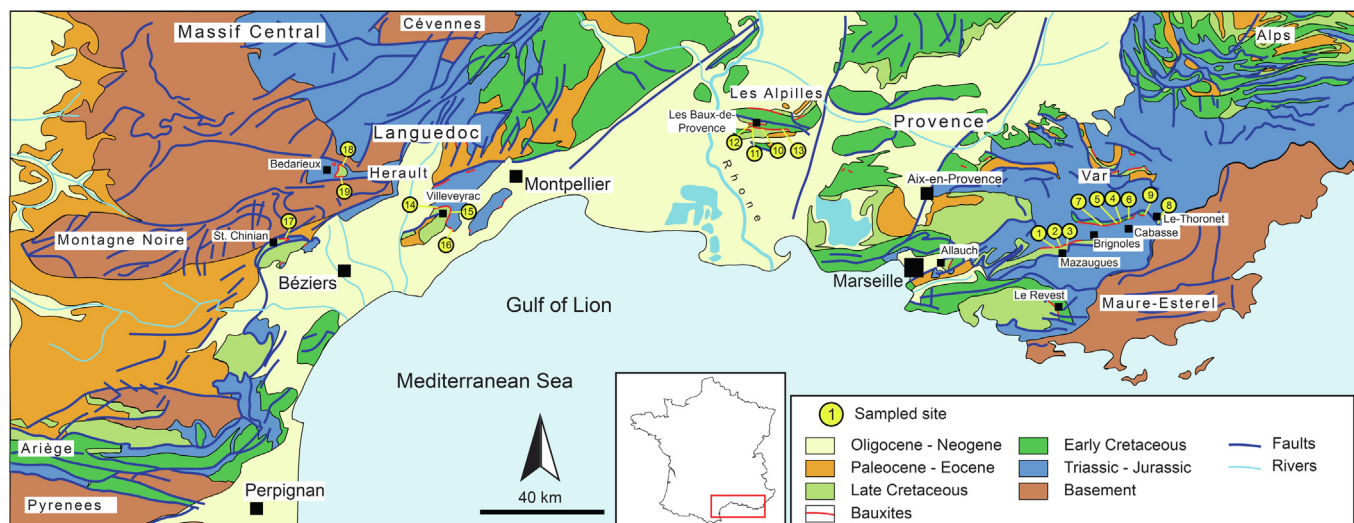 Massif Central
Cévennes
Alps
Les Alpilles
Les Baux-de-
Provence
12
11
10
13
Provence
Rhone
Languedoc
18
Bedarieux
Herault
19
Montpellier
Villeveyrac
14
15
16
17
St. Chinian
Montagne Noire
Béziers
Aix-en-Provence
Var
7
5
4
6
9
8
Le-Thoronet
Cabasse
1
2
3
Brignoles
Mazaugues
Allauch
Marseille
Le Revest
Maure-Esterel
Gulf of Lion
Mediterranean Sea
Ariège
Pyrenees
Perpignan
40 km
1 Sampled site
Oligocene - Neogene
Paleocene - Eocene
Late Cretaceous
Bauxites
Early Cretaceous
Triassic - Jurassic
Basement
Faults
Rivers